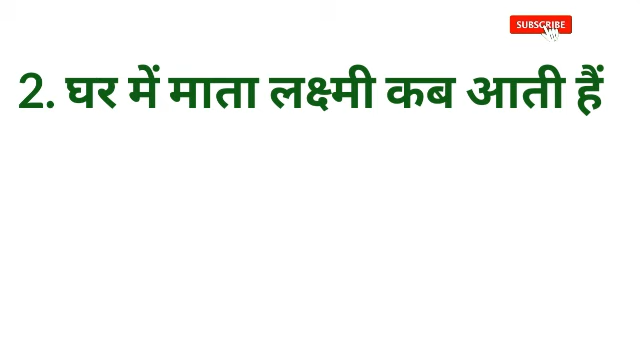 SUBSCRIBE
2. घर में माता लक्ष्मी कब आती हैं